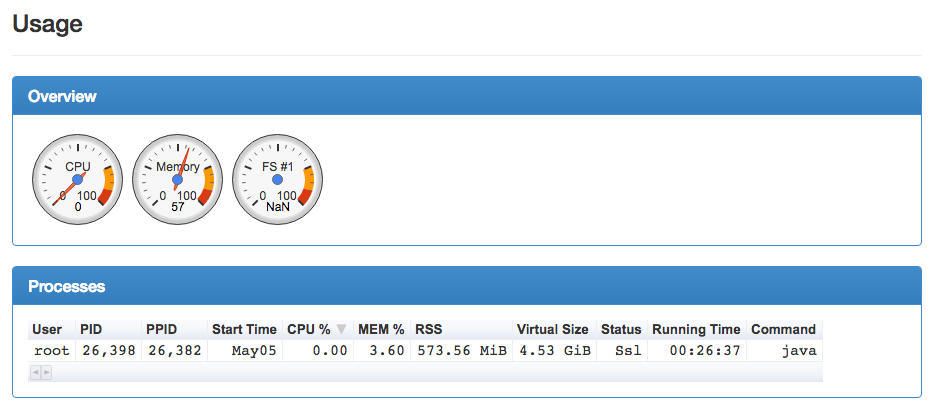 Usage
Overview
CPU Memory FS #1
0 100 0 100 0 100
0 57 NaN
Processes
User PID PPID Start Time CPU % MEM % RSS Virtual Size Status Running Time Command
root 26,398 26,382 May05 0.00 3.60 573.56 MiB 4.53 GiB Ssl 00:26:37 java